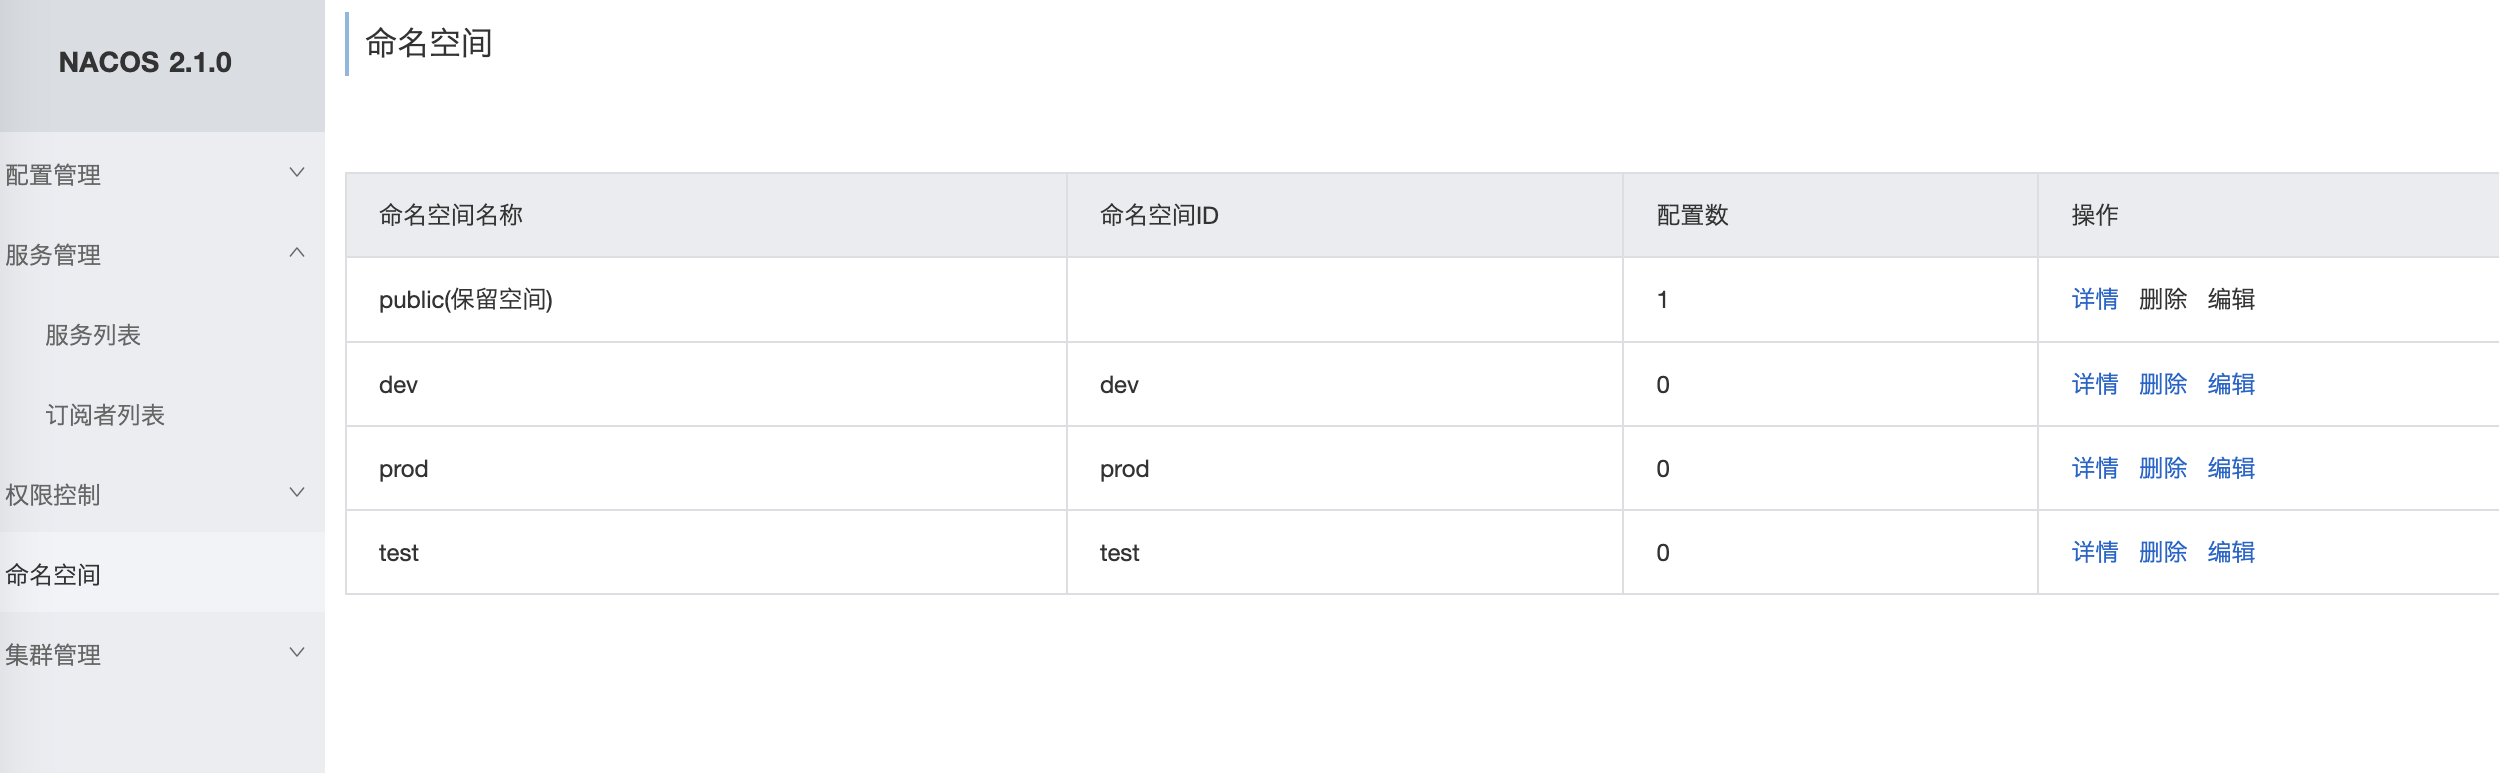 NACOS 2.1.0
配置管理
服务管理
服务列表
订阅者列表
权限控制
命名空间
集群管理
命名空间
命名空间名称 命名空间ID 配置数 操作
public(保留空间) 1 详情 删除 编辑
dev dev 0 详情 删除 编辑
prod prod 0 详情 删除 编辑
test test 0 详情 删除 编辑